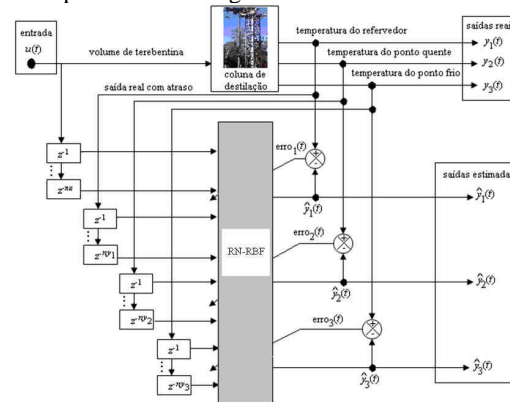 entrada
u(t)
volume de terebentina
coluna de
destilação
temperatura do refervedor
temperatura do ponto quente
temperatura do ponto frio
saídas reai
y₁(t)
y₂(t)
y₃(t)
saída real com atraso
z⁻¹
z⁻ⁿᵘ
z⁻¹
z⁻ⁿʸ¹
z⁻¹
z⁻ⁿʸ²
z⁻¹
z⁻ⁿʸ³
RN-RBF
erro₁(t)
+
-
ŷ₁(t)
erro₂(t)
+
-
ŷ₂(t)
erro₃(t)
+
-
ŷ₃(t)
saídas estimada
ŷ₁(t)
ŷ₂(t)
ŷ₃(t)